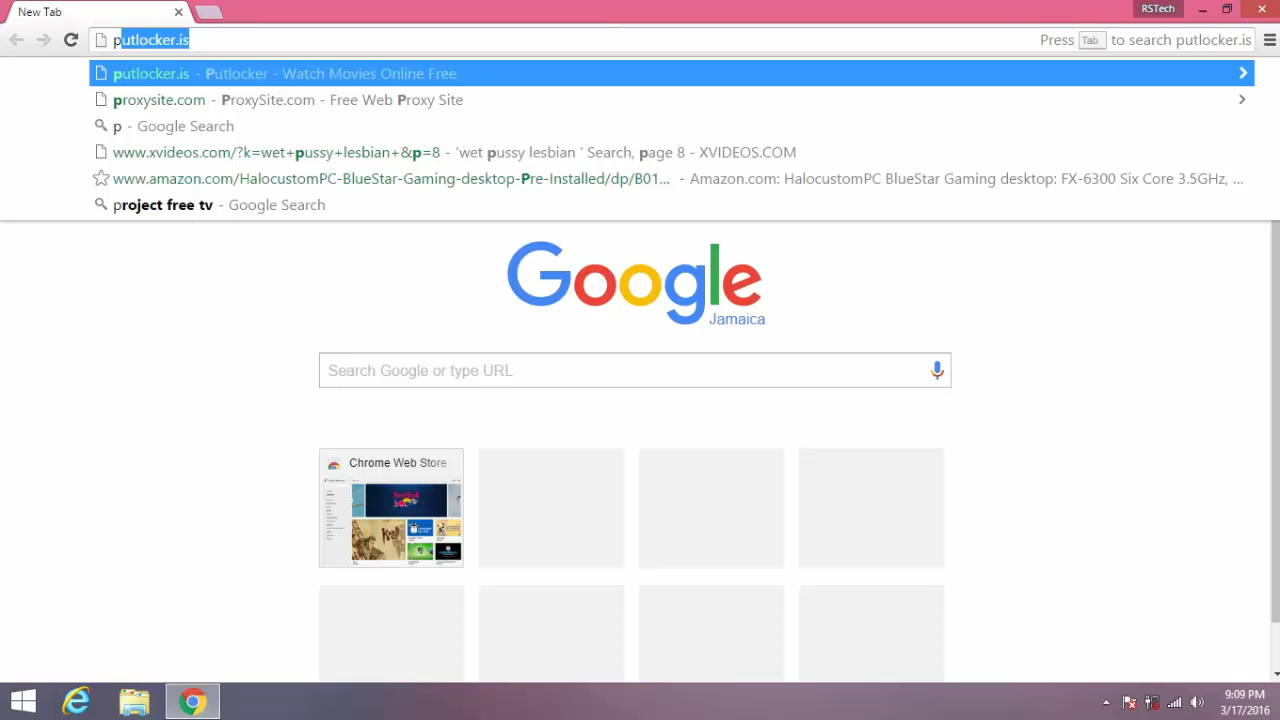 New Tab
RSTech
putlocker.is
Press Tab to search putlocker.is
putlocker.is - Putlocker - Watch Movies Online Free
proxysite.com - ProxySite.com - Free Web Proxy Site
p - Google Search
www.xvideos.com/?k=wet+pussy+lesbian+&p=8 - 'wet pussy lesbian ' Search, page 8 - XVIDEOS.COM
www.amazon.com/HalocustomPC-BlueStar-Gaming-desktop-Pre-Installed/dp/B01... - Amazon.com: HalocustomPC BlueStar Gaming desktop: FX-6300 Six Core 3.5GHz, ...
project free tv - Google Search
Google
Jamaica
Search Google or type URL
Chrome Web Store
9:09 PM
3/17/2016